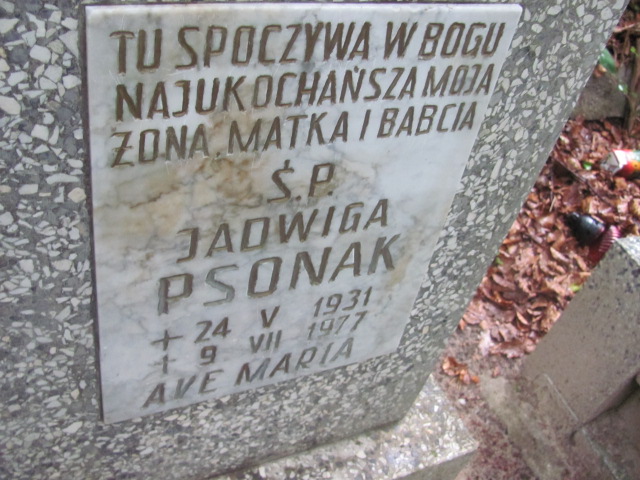 TU SPOCZYWA W BOGU
NAJUKOCHAŃSZA MOJA
ŻONA, MATKA I BABCIA
Ś.P.
JADWIGA
PSONAK
+ 24 V 1931
+ 9 VII 1977
AVE MARIA